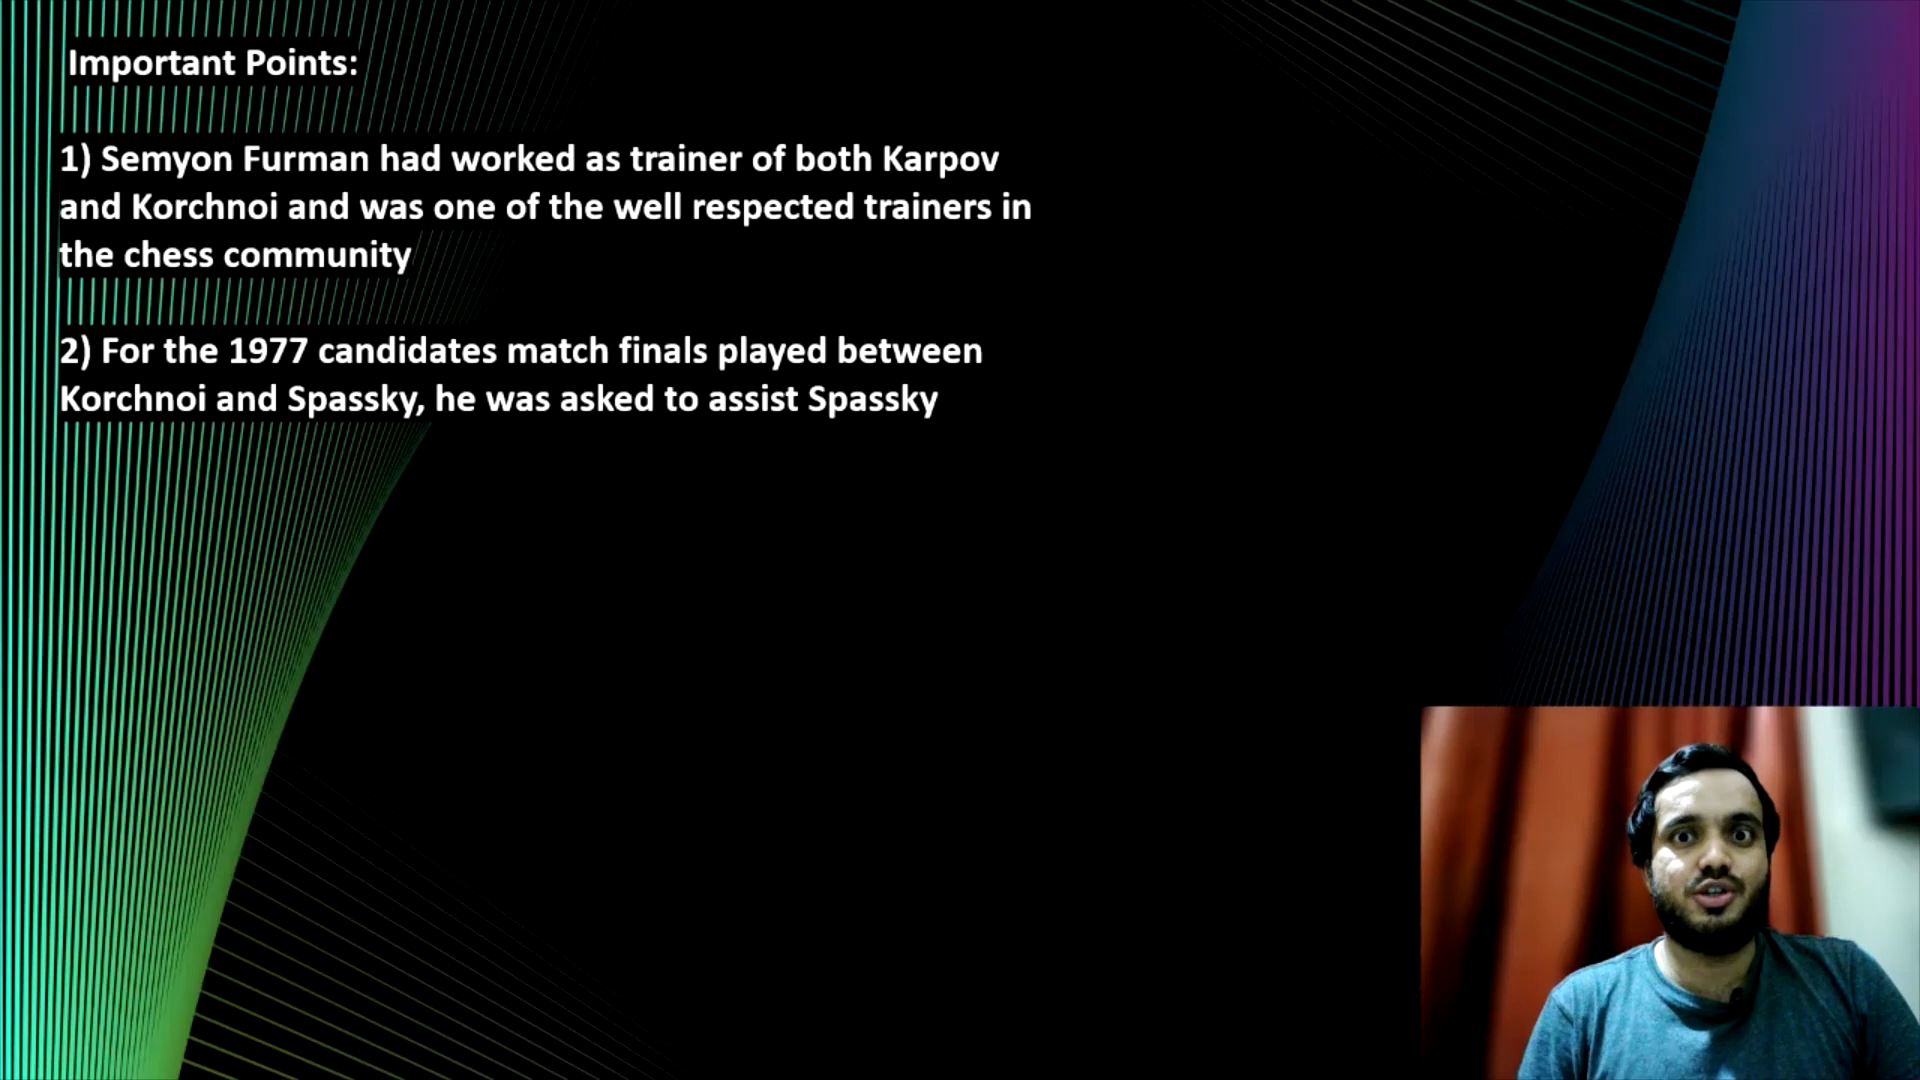 Important Points:
1) Semyon Furman had worked as trainer of both Karpov
and Korchnoi and was one of the well respected trainers in
the chess community
2) For the 1977 candidates match finals played between
Korchnoi and Spassky, he was asked to assist Spassky